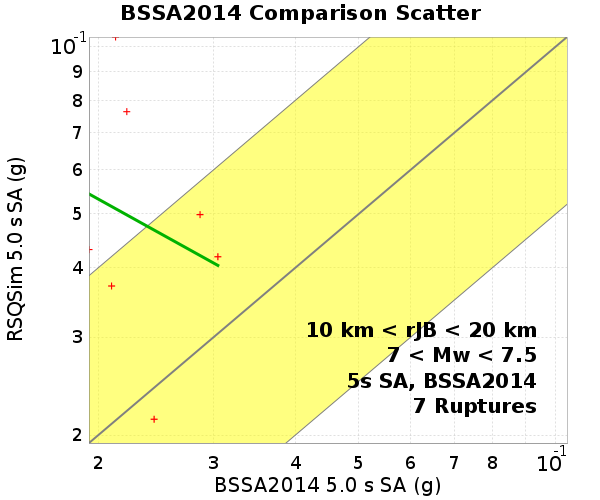 BSSA2014 Comparison Scatter
RSQSim 5.0 s SA (g)
10-1
9
8
7
6
5
4
3
2
10 km < rJB < 20 km
7 < Mw < 7.5
5s SA, BSSA2014
7 Ruptures
2 3 4 5 6 7 8 10-1
BSSA2014 5.0 s SA (g)